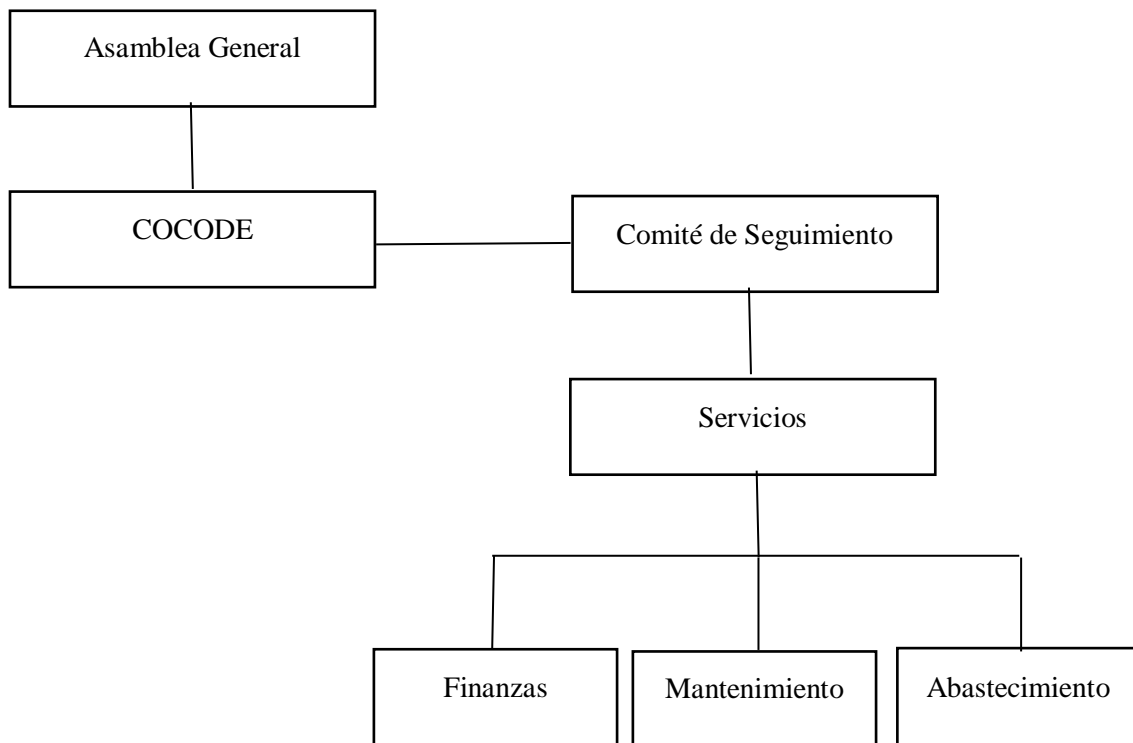 Asamblea General
COCODE
Comité de Seguimiento
Servicios
Finanzas
Mantenimiento
Abastecimiento